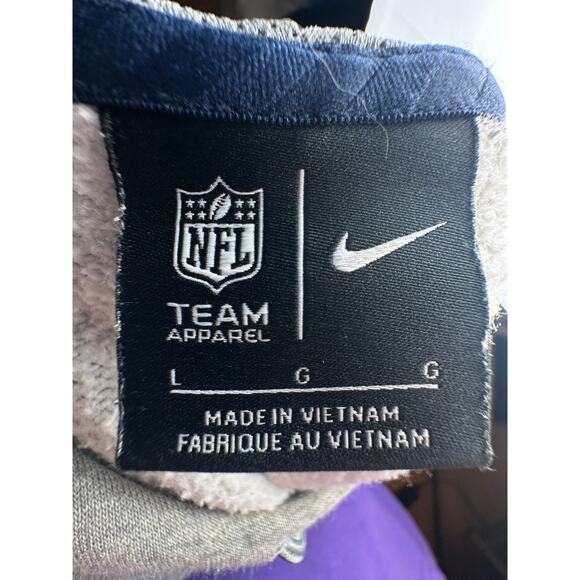 NFL
TEAM
APPAREL
L G G
MADE IN VIETNAM
FABRIQUE AU VIETNAM